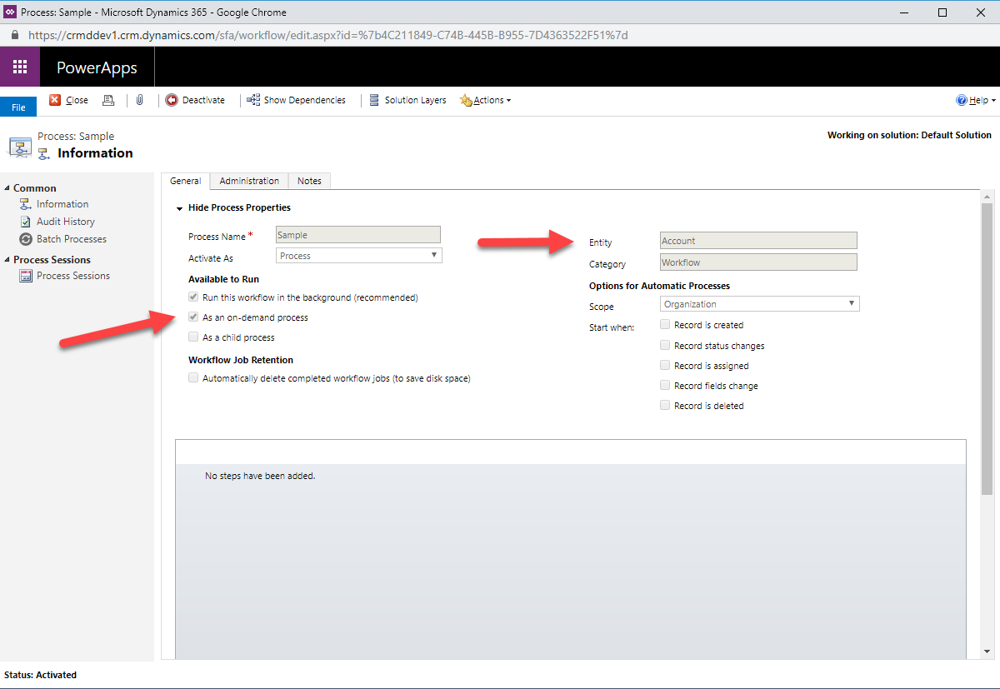 Process: Sample - Microsoft Dynamics 365 - Google Chrome
https://crmddev1.crm.dynamics.com/sfa/workflow/edit.aspx?id=%7b4C211849-C74B-445B-B955-7D4363522F51%7d
PowerApps
File
Close
Deactivate
Show Dependencies
Solution Layers
Actions
Help
Process: Sample
Information
Working on solution: Default Solution
Common
Information
Audit History
Batch Processes
Process Sessions
Process Sessions
General
Administration
Notes
Hide Process Properties
Process Name *
Sample
Activate As
Process
Available to Run
Run this workflow in the background (recommended)
As an on-demand process
As a child process
Workflow Job Retention
Automatically delete completed workflow jobs (to save disk space)
Entity
Account
Category
Workflow
Options for Automatic Processes
Scope
Organization
Start when:
Record is created
Record status changes
Record is assigned
Record fields change
Record is deleted
No steps have been added.
Status: Activated